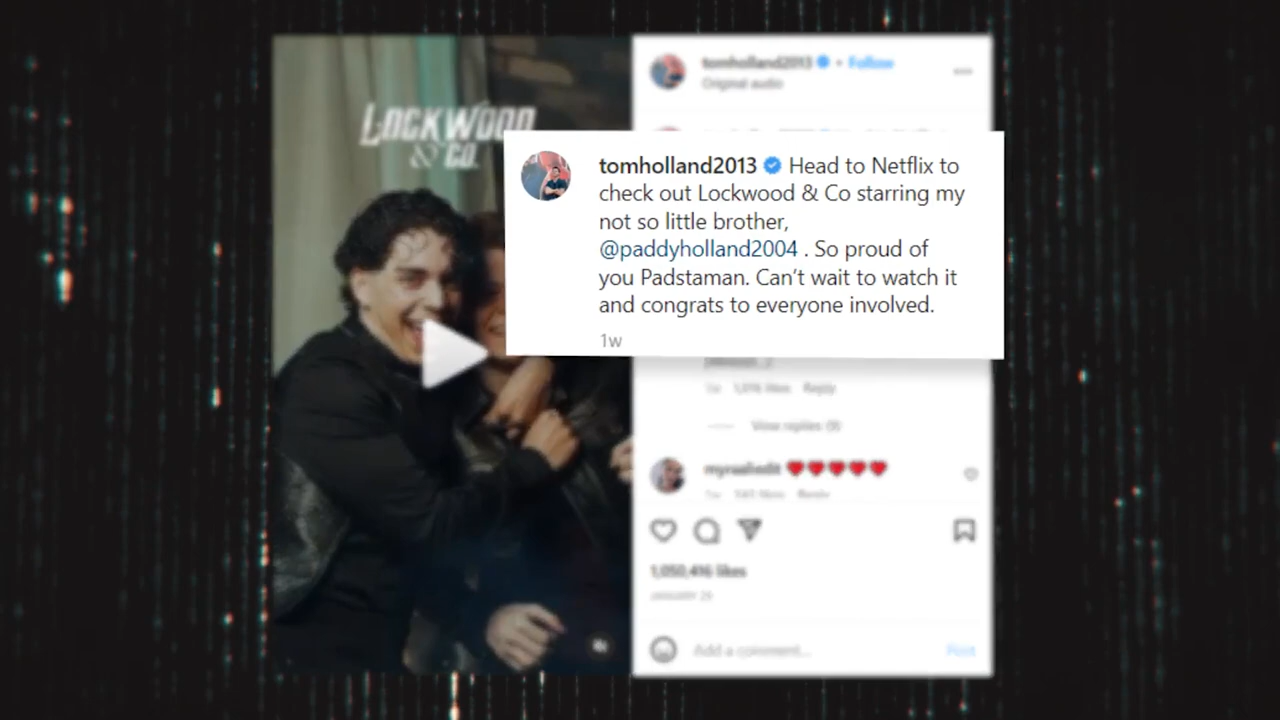 LOCKWOOD
& CO.
tomholland2013 • Follow
Original audio
tomholland2013 Head to Netflix to
check out Lockwood & Co starring my
not so little brother,
@paddyholland2004 . So proud of
you Padstaman. Can’t wait to watch it
and congrats to everyone involved.
1w
Reply
View replies (9)
Reply
1,050,416 likes
Add a comment...
Post